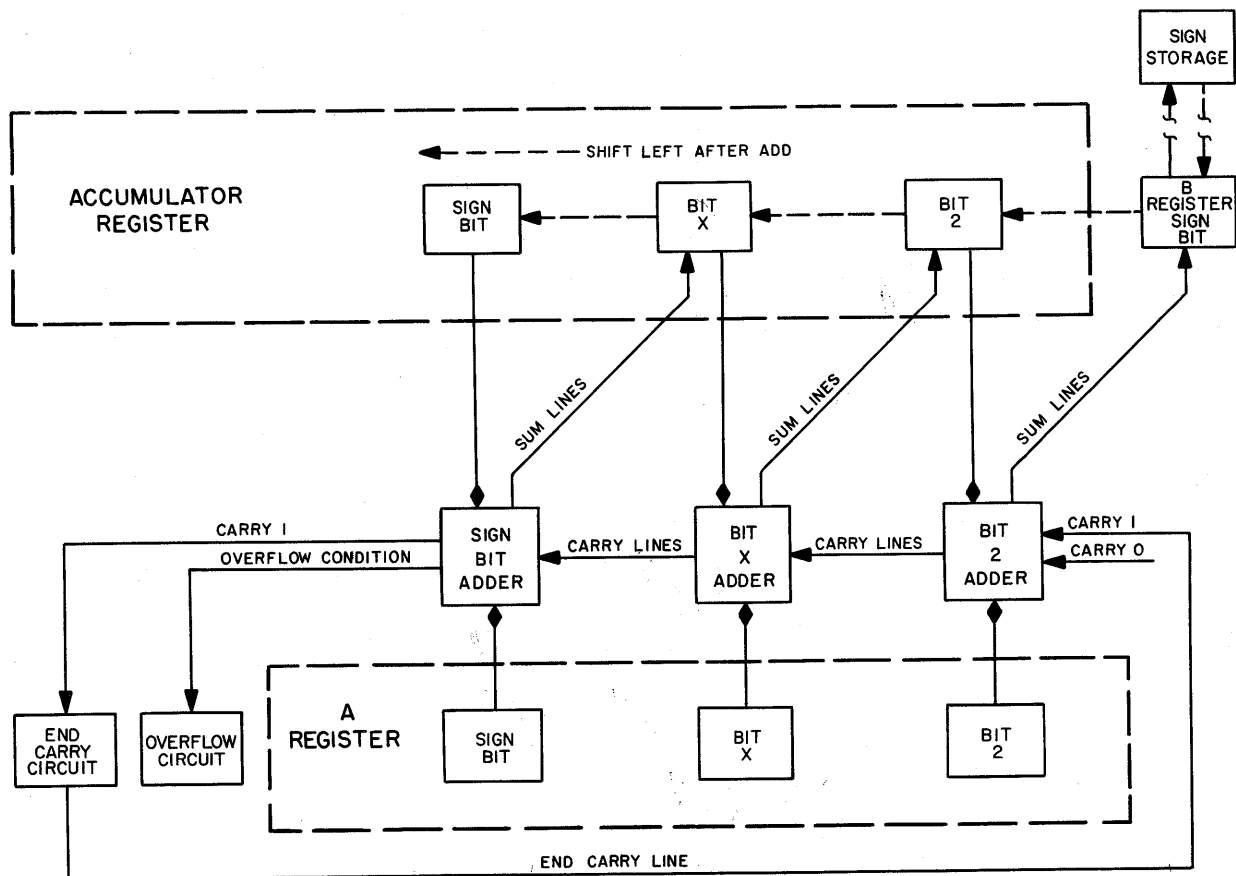 SIGN
STORAGE
SHIFT LEFT AFTER ADD
ACCUMULATOR
REGISTER
SIGN
BIT
BIT
X
BIT
2
B
REGISTER
SIGN
BIT
SUM LINES
SUM LINES
SUM LINES
CARRY 1
OVERFLOW CONDITION
SIGN
BIT
ADDER
CARRY LINES
BIT
X
ADDER
CARRY LINES
BIT
2
ADDER
CARRY 1
CARRY 0
END
CARRY
CIRCUIT
OVERFLOW
CIRCUIT
A
REGISTER
SIGN
BIT
BIT
X
BIT
2
END CARRY LINE